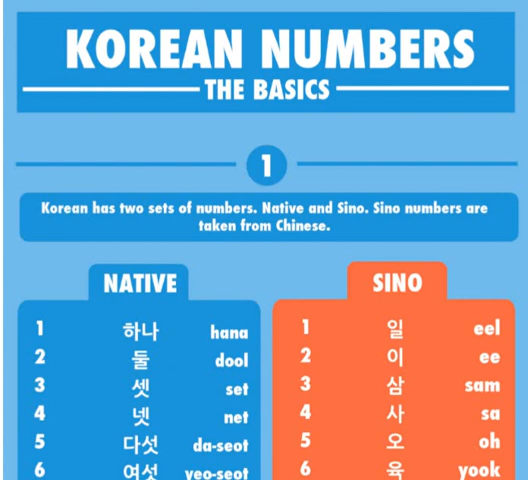 KOREAN NUMBERS
THE BASICS
1
Korean has two sets of numbers. Native and Sino. Sino numbers are
taken from Chinese.
NATIVE
1 하나 hana
2 둘 dool
3 셋 set
4 넷 net
5 다섯 da-seot
6 여섯 yeo-seot
SINO
1 일 eel
2 이 ee
3 삼 sam
4 사 sa
5 오 oh
6 육 yook